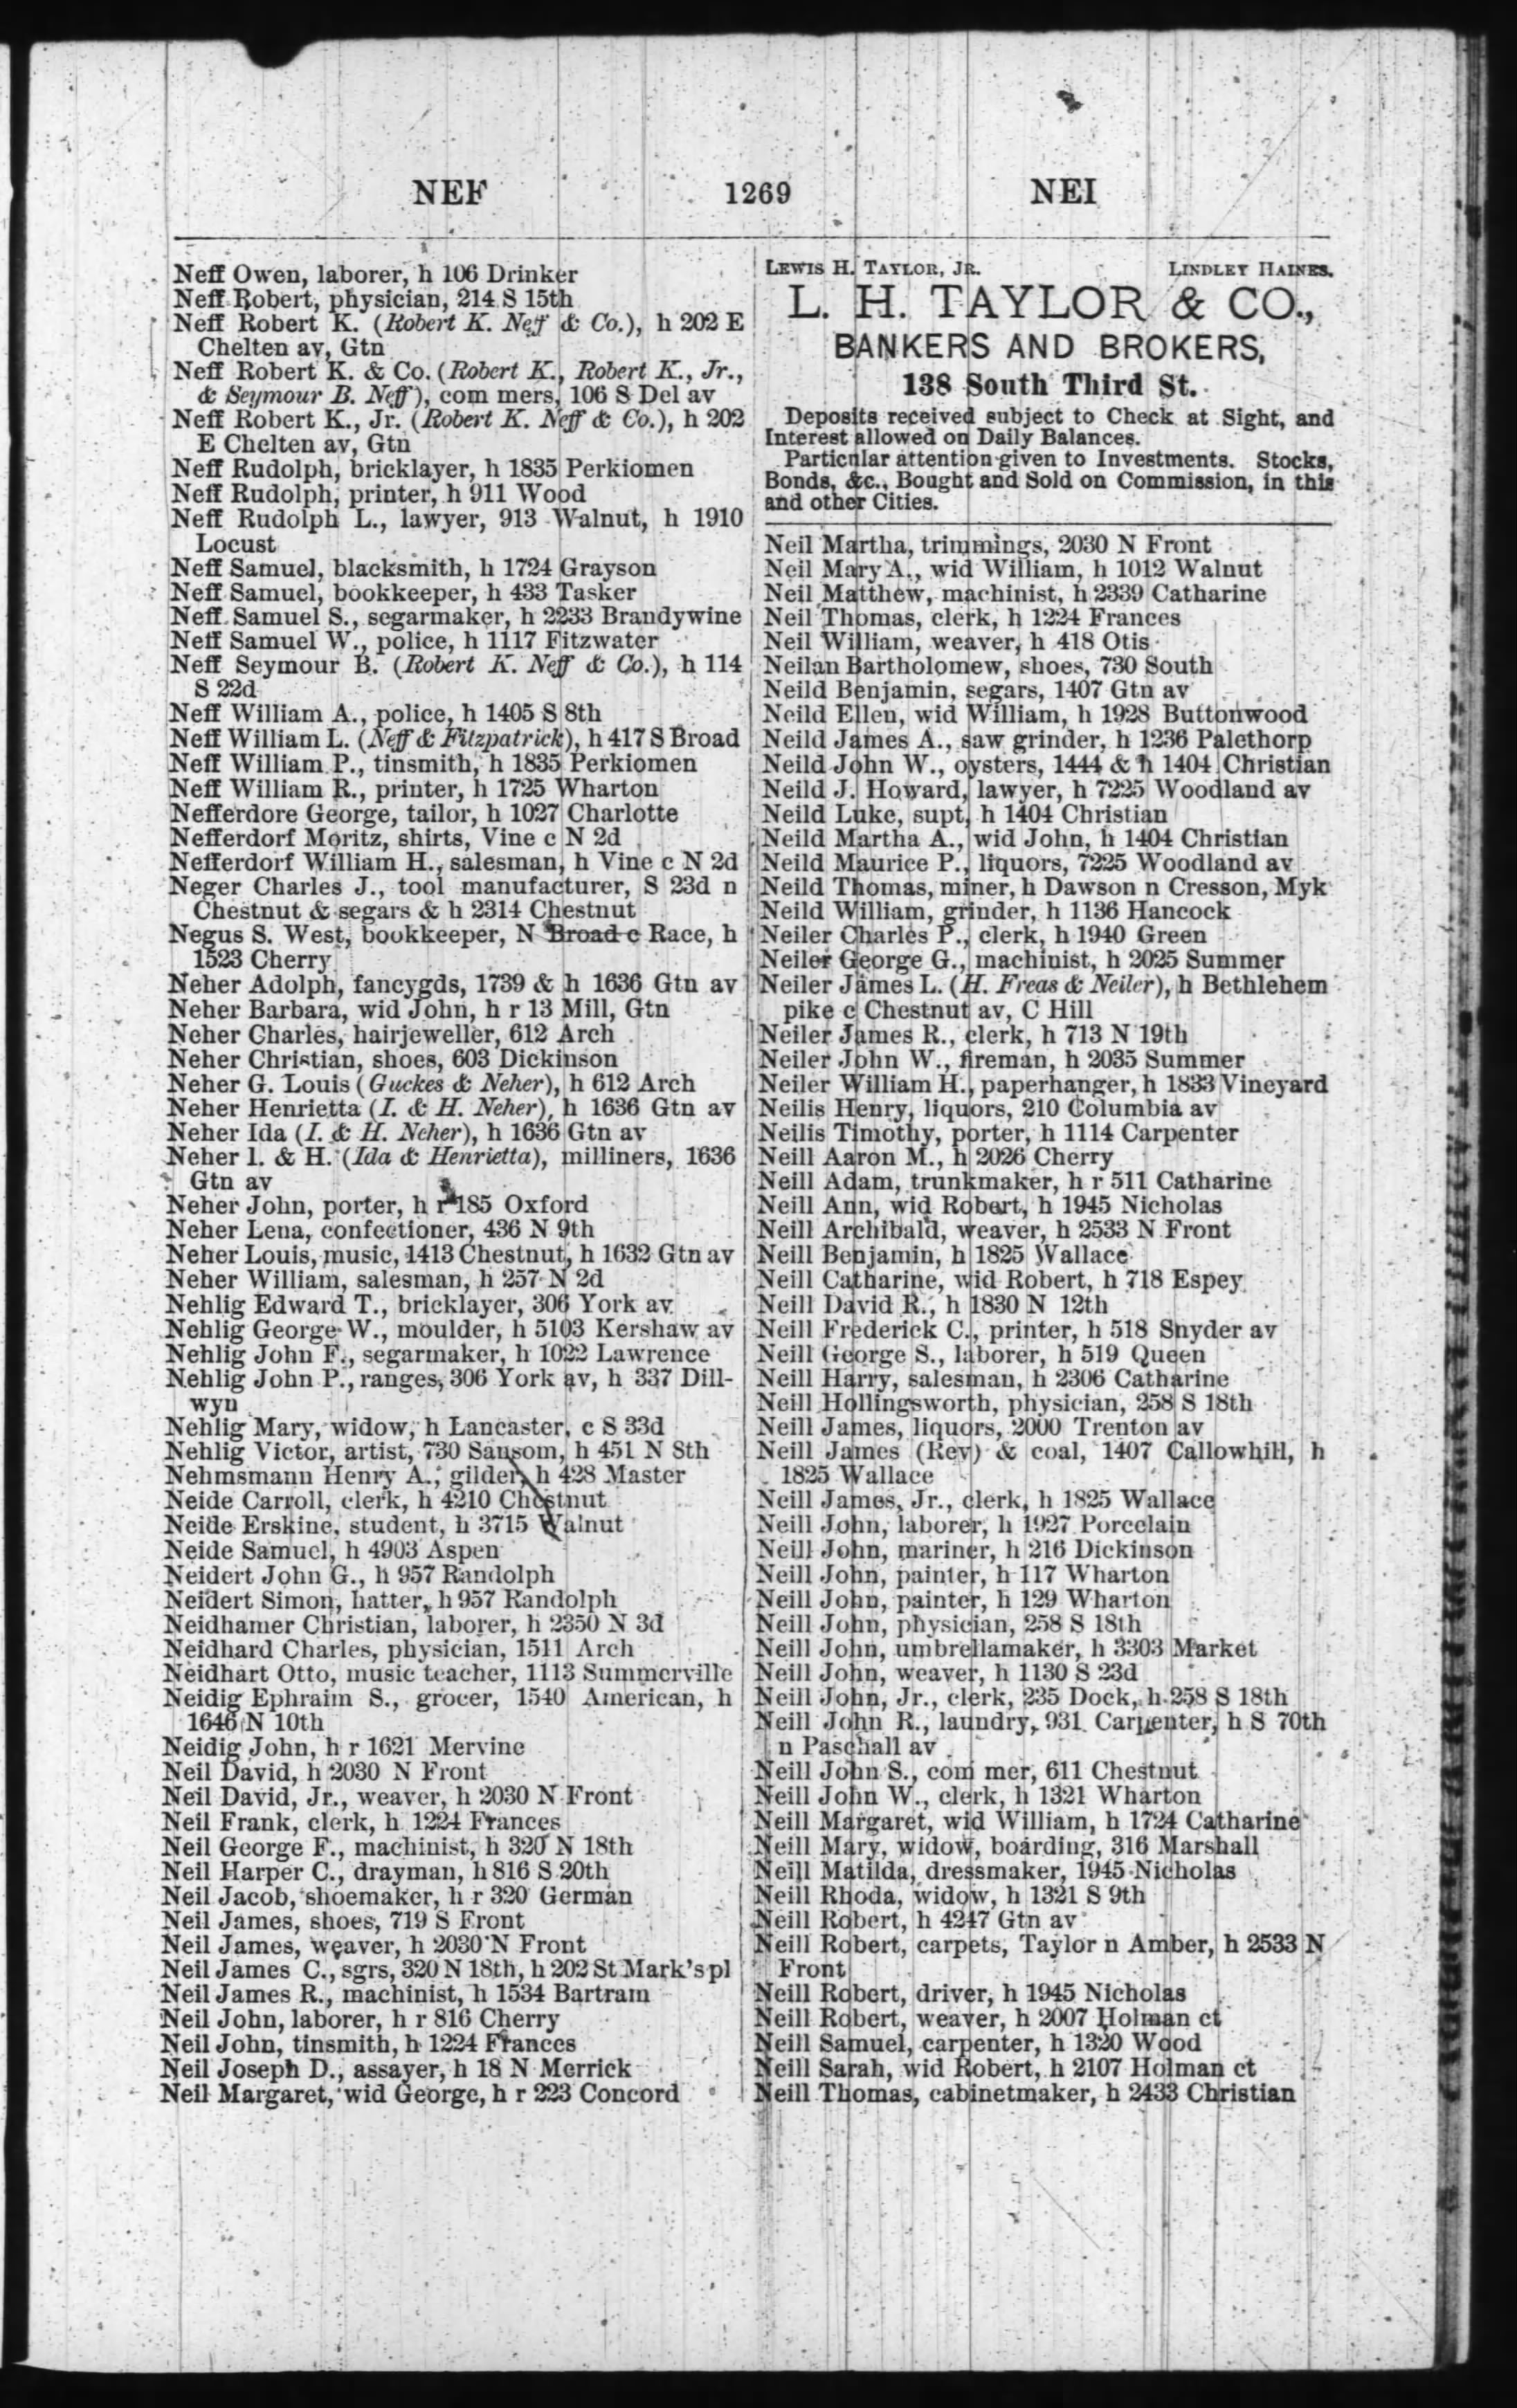 NEF 1269 NEI
Neff Owen, laborer, h 106 Drinker
Neff Robert, physician, 214 S 15th
Neff Robert K. (Robert K. Neff & Co.), h 202 E
Chelten av, Gtn
Neff Robert K. & Co. (Robert K., Robert K., Jr.,
& Seymour B. Neff), com mers, 106 S Del av
Neff Robert K., Jr. (Robert K. Neff & Co.), h 202
E Chelten av, Gtn
Neff Rudolph, bricklayer, h 1835 Perkiomen
Neff Rudolph, printer, h 911 Wood
Neff Rudolph L., lawyer, 913 Walnut, h 1910
Locust
Neff Samuel, blacksmith, h 1724 Grayson
Neff Samuel, bookkeeper, h 433 Tasker
Neff Samuel S., segarmaker, h 2233 Brandywine
Neff Samuel W., police, h 1117 Fitzwater
Neff Seymour B. (Robert K. Neff & Co.), h 114
S 22d
Neff William A., police, h 1405 S 8th
Neff William L. (Neff & Fitzpatrick), h 417 S Broad
Neff William P., tinsmith, h 1835 Perkiomen
Neff William R., printer, h 1725 Wharton
Nefferdore George, tailor, h 1027 Charlotte
Nefferdorf Moritz, shirts, Vine c N 2d
Nefferdorf William H., salesman, h Vine c N 2d
Neger Charles J., tool manufacturer, S 23d n
Chestnut & segars & h 2314 Chestnut
Negus S. West, bookkeeper, N Broad c Race, h
1523 Cherry
Neher Adolph, fancygds, 1739 & h 1636 Gtn av
Neher Barbara, wid John, h r 13 Mill, Gtn
Neher Charles, hairjeweller, 612 Arch
Neher Christian, shoes, 603 Dickinson
Neher G. Louis (Guckes & Neher), h 612 Arch
Neher Henrietta (I. & H. Neher), h 1636 Gtn av
Neher Ida (I. & H. Neher), h 1636 Gtn av
Neher I. & H. (Ida & Henrietta), milliners, 1636
Gtn av
Neher John, porter, h r 185 Oxford
Neher Lena, confectioner, 436 N 9th
Neher Louis, music, 1413 Chestnut, h 1632 Gtn av
Neher William, salesman, h 257 N 2d
Nehlig Edward T., bricklayer, 306 York av
Nehlig George W., moulder, h 5103 Kershaw av
Nehlig John F., segarmaker, h 1022 Lawrence
Nehlig John P., ranges, 306 York av, h 337 Dill-
wyn
Nehlig Mary, widow, h Lancaster, c S 33d
Nehlig Victor, artist, 730 Sansom, h 451 N 8th
Nehmsmann Henry A., gilder, h 428 Master
Neide Carroll, clerk, h 4210 Chestnut
Neide Erskine, student, h 3715 Walnut
Neide Samuel, h 4903 Aspen
Neidert John G., h 957 Randolph
Neidert Simon, hatter, h 957 Randolph
Neidhamer Christian, laborer, h 2350 N 3d
Neidhard Charles, physician, 1511 Arch
Neidhart Otto, music teacher, 1113 Summerville
Neidig Ephraim S., grocer, 1540 American, h
1646 N 10th
Neidig John, h r 1621 Mervine
Neil David, h 2030 N Front
Neil David, Jr., weaver, h 2030 N Front
Neil Frank, clerk, h 1224 Frances
Neil George F., machinist, h 320 N 18th
Neil Harper C., drayman, h 816 S 20th
Neil Jacob, shoemaker, h r 320 German
Neil James, shoes, 719 S Front
Neil James, weaver, h 2030 N Front
Neil James C., sgrs, 320 N 18th, h 202 St Mark's pl
Neil James R., machinist, h 1534 Bartram
Neil John, laborer, h r 816 Cherry
Neil John, tinsmith, h 1224 Frances
Neil Joseph D., assayer, h 18 N Merrick
Neil Margaret, wid George, h r 223 Concord
LEWIS H. TAYLOR, JR. LINDLEY HAINES.
L. H. TAYLOR & CO.,
BANKERS AND BROKERS,
138 South Third St.
Deposits received subject to Check at Sight, and
Interest allowed on Daily Balances.
Particular attention given to Investments. Stocks,
Bonds, &c., Bought and Sold on Commission, in this
and other Cities.
Neil Martha, trimmings, 2030 N Front
Neil Mary A., wid William, h 1012 Walnut
Neil Matthew, machinist, h 2339 Catharine
Neil Thomas, clerk, h 1224 Frances
Neil William, weaver, h 418 Otis
Neilan Bartholomew, shoes, 730 South
Neild Benjamin, segars, 1407 Gtn av
Neild Ellen, wid William, h 1928 Buttonwood
Neild James A., saw grinder, h 1236 Palethorp
Neild John W., oysters, 1444 & h 1404 Christian
Neild J. Howard, lawyer, h 7225 Woodland av
Neild Luke, supt, h 1404 Christian
Neild Martha A., wid John, h 1404 Christian
Neild Maurice P., liquors, 7225 Woodland av
Neild Thomas, miner, h Dawson n Cresson, Myk
Neild William, grinder, h 1136 Hancock
Neiler Charles P., clerk, h 1940 Green
Neiler George G., machinist, h 2025 Summer
Neiler James L. (H. Freas & Neiler), h Bethlehem
pike c Chestnut av, C Hill
Neiler James R., clerk, h 713 N 19th
Neiler John W., fireman, h 2035 Summer
Neiler William H., paperhanger, h 1833 Vineyard
Neilis Henry, liquors, 210 Columbia av
Neilis Timothy, porter, h 1114 Carpenter
Neill Aaron M., h 2026 Cherry
Neill Adam, trunkmaker, h r 511 Catharine
Neill Ann, wid Robert, h 1945 Nicholas
Neill Archibald, weaver, h 2533 N Front
Neill Benjamin, h 1825 Wallace
Neill Catharine, wid Robert, h 718 Espey
Neill David R., h 1830 N 12th
Neill Frederick C., printer, h 518 Snyder av
Neill George S., laborer, h 519 Queen
Neill Harry, salesman, h 2306 Catharine
Neill Hollingsworth, physician, 258 S 18th
Neill James, liquors, 2000 Trenton av
Neill James (Rev) & coal, 1407 Callowhill, h
1825 Wallace
Neill James, Jr., clerk, h 1825 Wallace
Neill John, laborer, h 1927 Porcelain
Neill John, mariner, h 216 Dickinson
Neill John, painter, h 117 Wharton
Neill John, painter, h 129 Wharton
Neill John, physician, 258 S 18th
Neill John, umbrellamaker, h 3303 Market
Neill John, weaver, h 1130 S 23d
Neill John, Jr., clerk, 235 Dock, h 258 S 18th
Neill John R., laundry, 931 Carpenter, h S 70th
n Paschall av
Neill John S., com mer, 611 Chestnut
Neill John W., clerk, h 1321 Wharton
Neill Margaret, wid William, h 1724 Catharine
Neill Mary, widow, boarding, 316 Marshall
Neill Matilda, dressmaker, 1945 Nicholas
Neill Rhoda, widow, h 1321 S 9th
Neill Robert, h 4247 Gtn av
Neill Robert, carpets, Taylor n Amber, h 2533 N
Front
Neill Robert, driver, h 1945 Nicholas
Neill Robert, weaver, h 2007 Holman ct
Neill Samuel, carpenter, h 1320 Wood
Neill Sarah, wid Robert, h 2107 Holman ct
Neill Thomas, cabinetmaker, h 2433 Christian